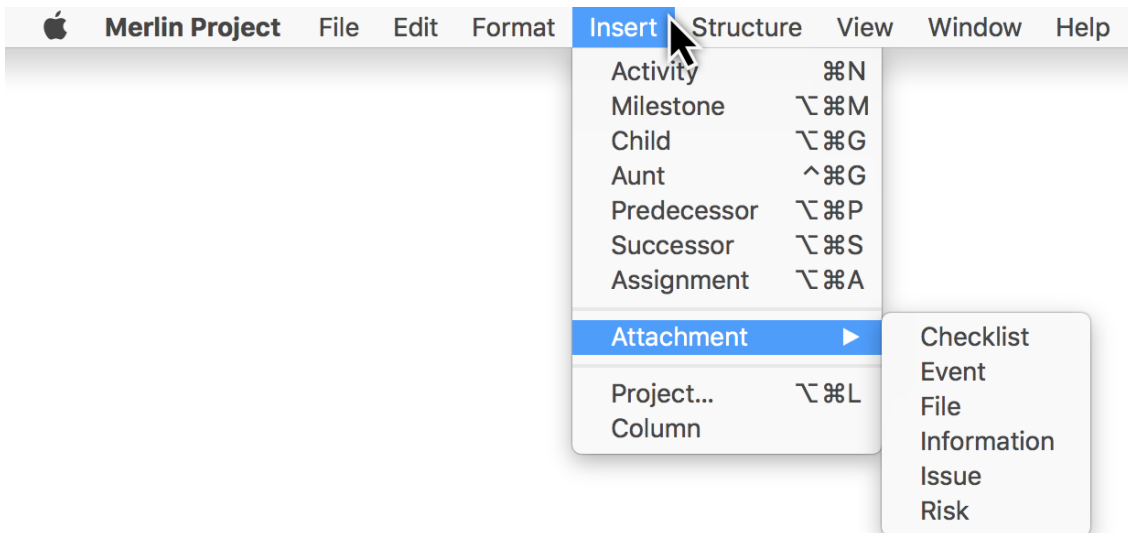 Merlin Project File Edit Format Insert Structure View Window Help
Activity ⌘N
Milestone ⌥⌘M
Child ⌥⌘G
Aunt ^⌘G
Predecessor ⌥⌘P
Successor ⌥⌘S
Assignment ⌥⌘A
Attachment ▶
Project... ⌥⌘L
Column
Checklist
Event
File
Information
Issue
Risk